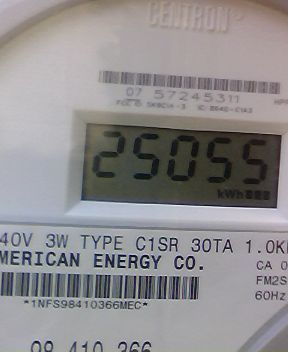 CENTRON
07 57245311
25055
kWh
40V 3W TYPE C1SR 30TA 1.0K
MERICAN ENERGY CO.
CA 0
FM2S
*1NFS98410366MEC*
60Hz
98 410 366